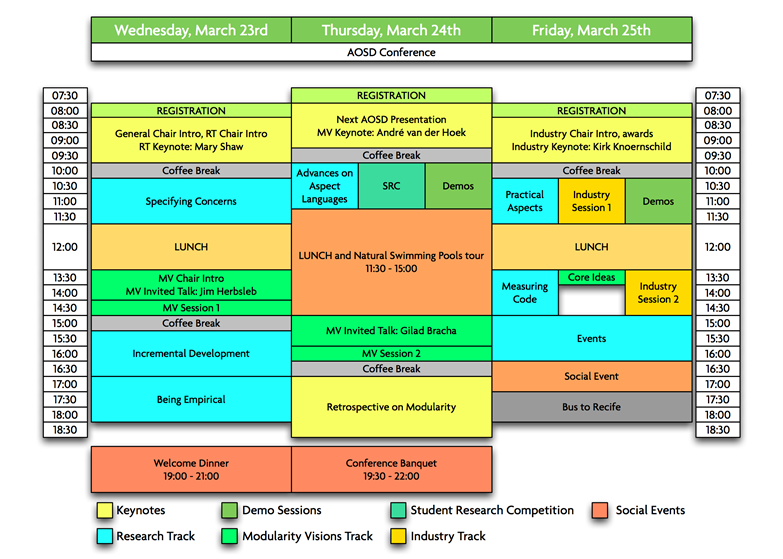 Wednesday, March 23rd
Thursday, March 24th
Friday, March 25th
AOSD Conference
07:30
08:00
08:30
09:00
09:30
10:00
10:30
11:00
11:30
12:00
13:30
14:00
14:30
15:00
15:30
16:00
16:30
17:00
17:30
18:00
18:30
REGISTRATION
General Chair Intro, RT Chair Intro
RT Keynote: Mary Shaw
Coffee Break
Specifying Concerns
LUNCH
MV Chair Intro
MV Invited Talk: Jim Herbsleb
MV Session 1
Coffee Break
Incremental Development
Being Empirical
REGISTRATION
Next AOSD Presentation
MV Keynote: André van der Hoek
Coffee Break
Advances on
Aspect
Languages
SRC
Demos
LUNCH and Natural Swimming Pools tour
11:30 - 15:00
MV Invited Talk: Gilad Bracha
MV Session 2
Coffee Break
Retrospective on Modularity
REGISTRATION
Industry Chair Intro, awards
Industry Keynote: Kirk Knoernschild
Coffee Break
Practical
Aspects
Industry
Session 1
Demos
LUNCH
Measuring
Code
Core Ideas
Industry
Session 2
Events
Social Event
Bus to Recife
07:30
08:00
08:30
09:00
09:30
10:00
10:30
11:00
11:30
12:00
13:30
14:00
14:30
15:00
15:30
16:00
16:30
17:00
17:30
18:00
18:30
Welcome Dinner
19:00 - 21:00
Conference Banquet
19:30 - 22:00
Keynotes
Demo Sessions
Student Research Competition
Social Events
Research Track
Modularity Visions Track
Industry Track